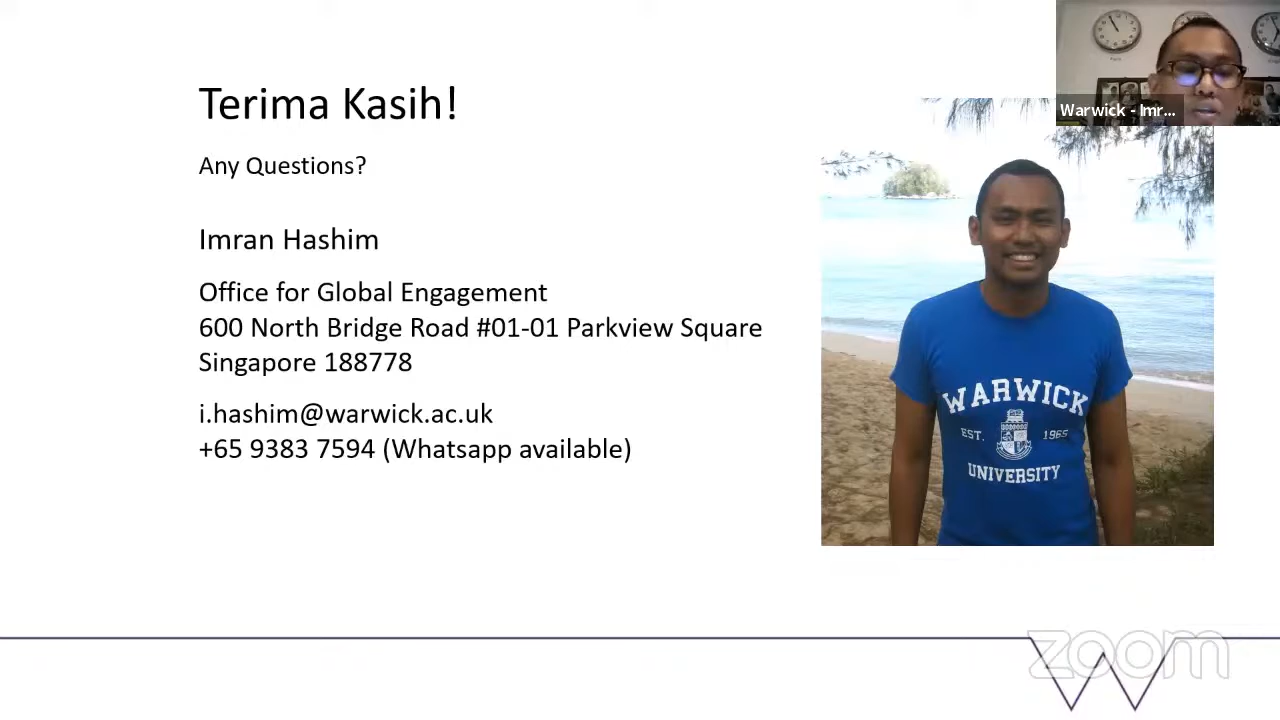 Terima Kasih!
Any Questions?
Imran Hashim
Office for Global Engagement
600 North Bridge Road #01-01 Parkview Square
Singapore 188778
i.hashim@warwick.ac.uk
+65 9383 7594 (Whatsapp available)
Warwick - Imr...
WARWICK
EST. 1965
UNIVERSITY
zoom